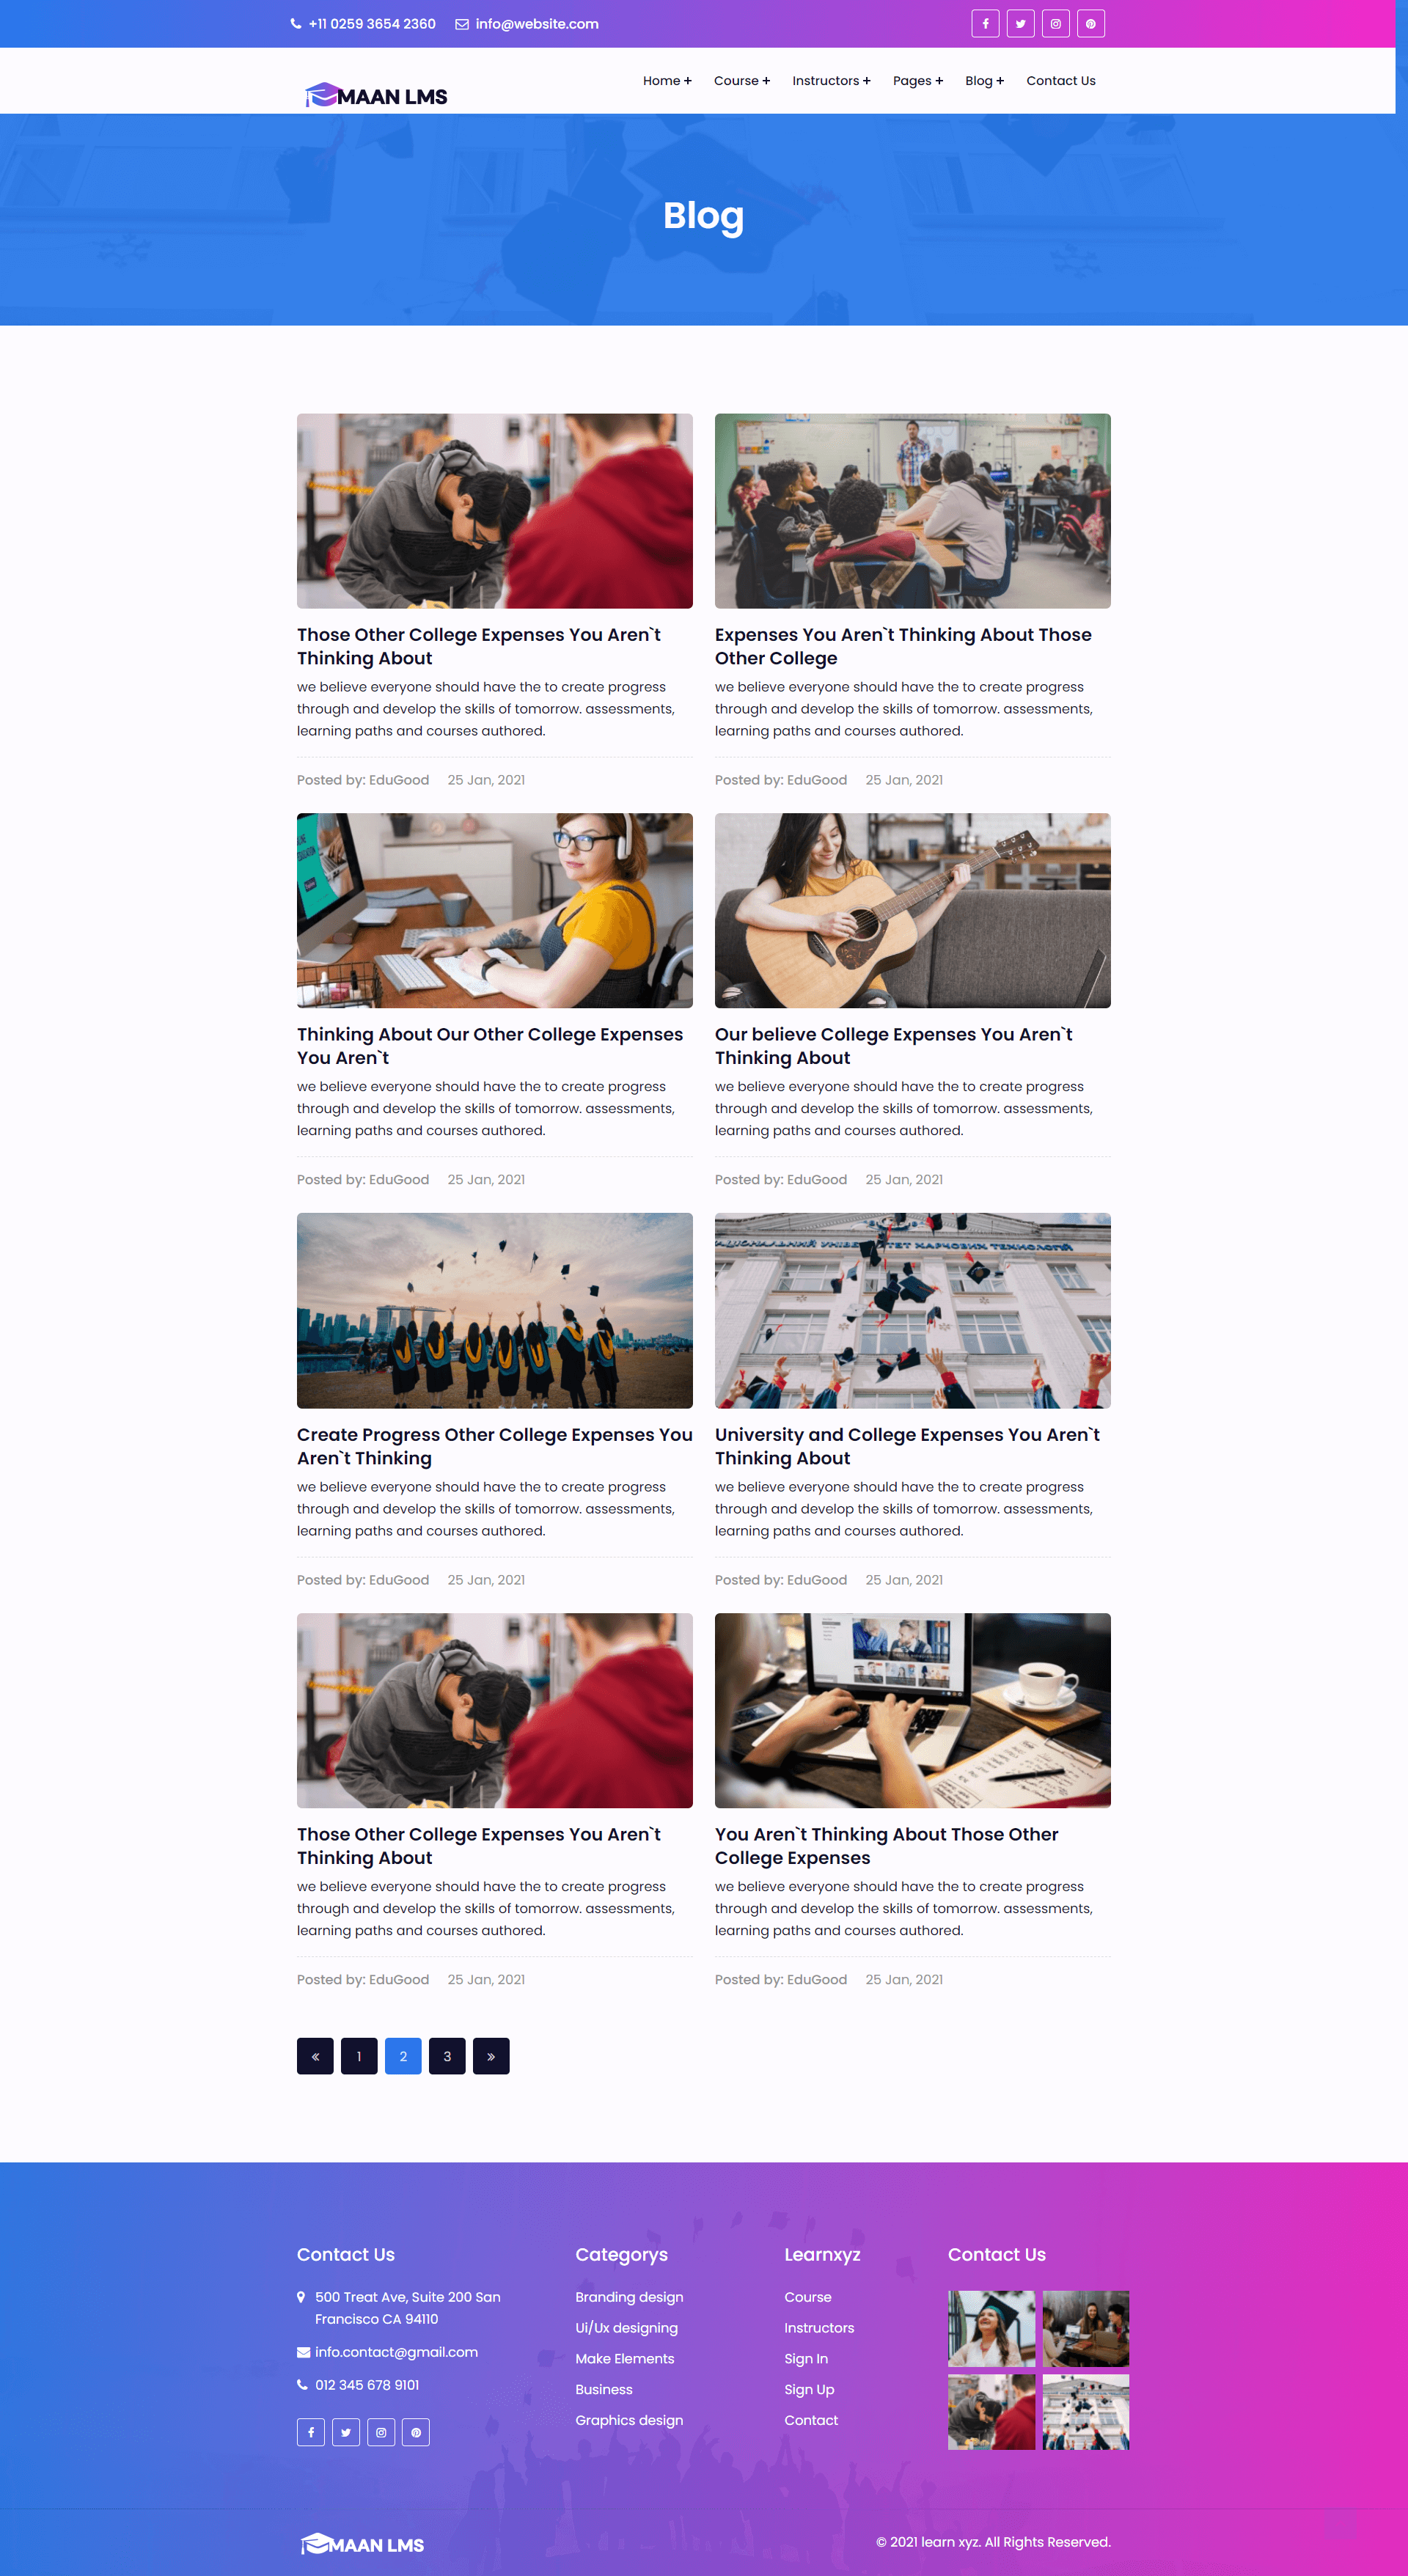 +11 0259 3654 2360 info@website.com
MAAN LMS
Home + Course + Instructors + Pages + Blog + Contact Us
Blog
Those Other College Expenses You Aren`t
Thinking About
we believe everyone should have the to create progress
through and develop the skills of tomorrow. assessments,
learning paths and courses authored.
Posted by: EduGood 25 Jan, 2021
Expenses You Aren`t Thinking About Those
Other College
we believe everyone should have the to create progress
through and develop the skills of tomorrow. assessments,
learning paths and courses authored.
Posted by: EduGood 25 Jan, 2021
Thinking About Our Other College Expenses
You Aren`t
we believe everyone should have the to create progress
through and develop the skills of tomorrow. assessments,
learning paths and courses authored.
Posted by: EduGood 25 Jan, 2021
Our believe College Expenses You Aren`t
Thinking About
we believe everyone should have the to create progress
through and develop the skills of tomorrow. assessments,
learning paths and courses authored.
Posted by: EduGood 25 Jan, 2021
Create Progress Other College Expenses You
Aren`t Thinking
we believe everyone should have the to create progress
through and develop the skills of tomorrow. assessments,
learning paths and courses authored.
Posted by: EduGood 25 Jan, 2021
ХАРЧОВИХ ТЕХНОЛОГІЙ
University and College Expenses You Aren`t
Thinking About
we believe everyone should have the to create progress
through and develop the skills of tomorrow. assessments,
learning paths and courses authored.
Posted by: EduGood 25 Jan, 2021
Those Other College Expenses You Aren`t
Thinking About
we believe everyone should have the to create progress
through and develop the skills of tomorrow. assessments,
learning paths and courses authored.
Posted by: EduGood 25 Jan, 2021
You Aren`t Thinking About Those Other
College Expenses
we believe everyone should have the to create progress
through and develop the skills of tomorrow. assessments,
learning paths and courses authored.
Posted by: EduGood 25 Jan, 2021
« 1 2 3 »
Contact Us
500 Treat Ave, Suite 200 San
Francisco CA 94110
info.contact@gmail.com
012 345 678 9101
Categorys
Branding design
Ui/Ux designing
Make Elements
Business
Graphics design
Learnxyz
Course
Instructors
Sign In
Sign Up
Contact
Contact Us
MAAN LMS
© 2021 learn xyz. All Rights Reserved.